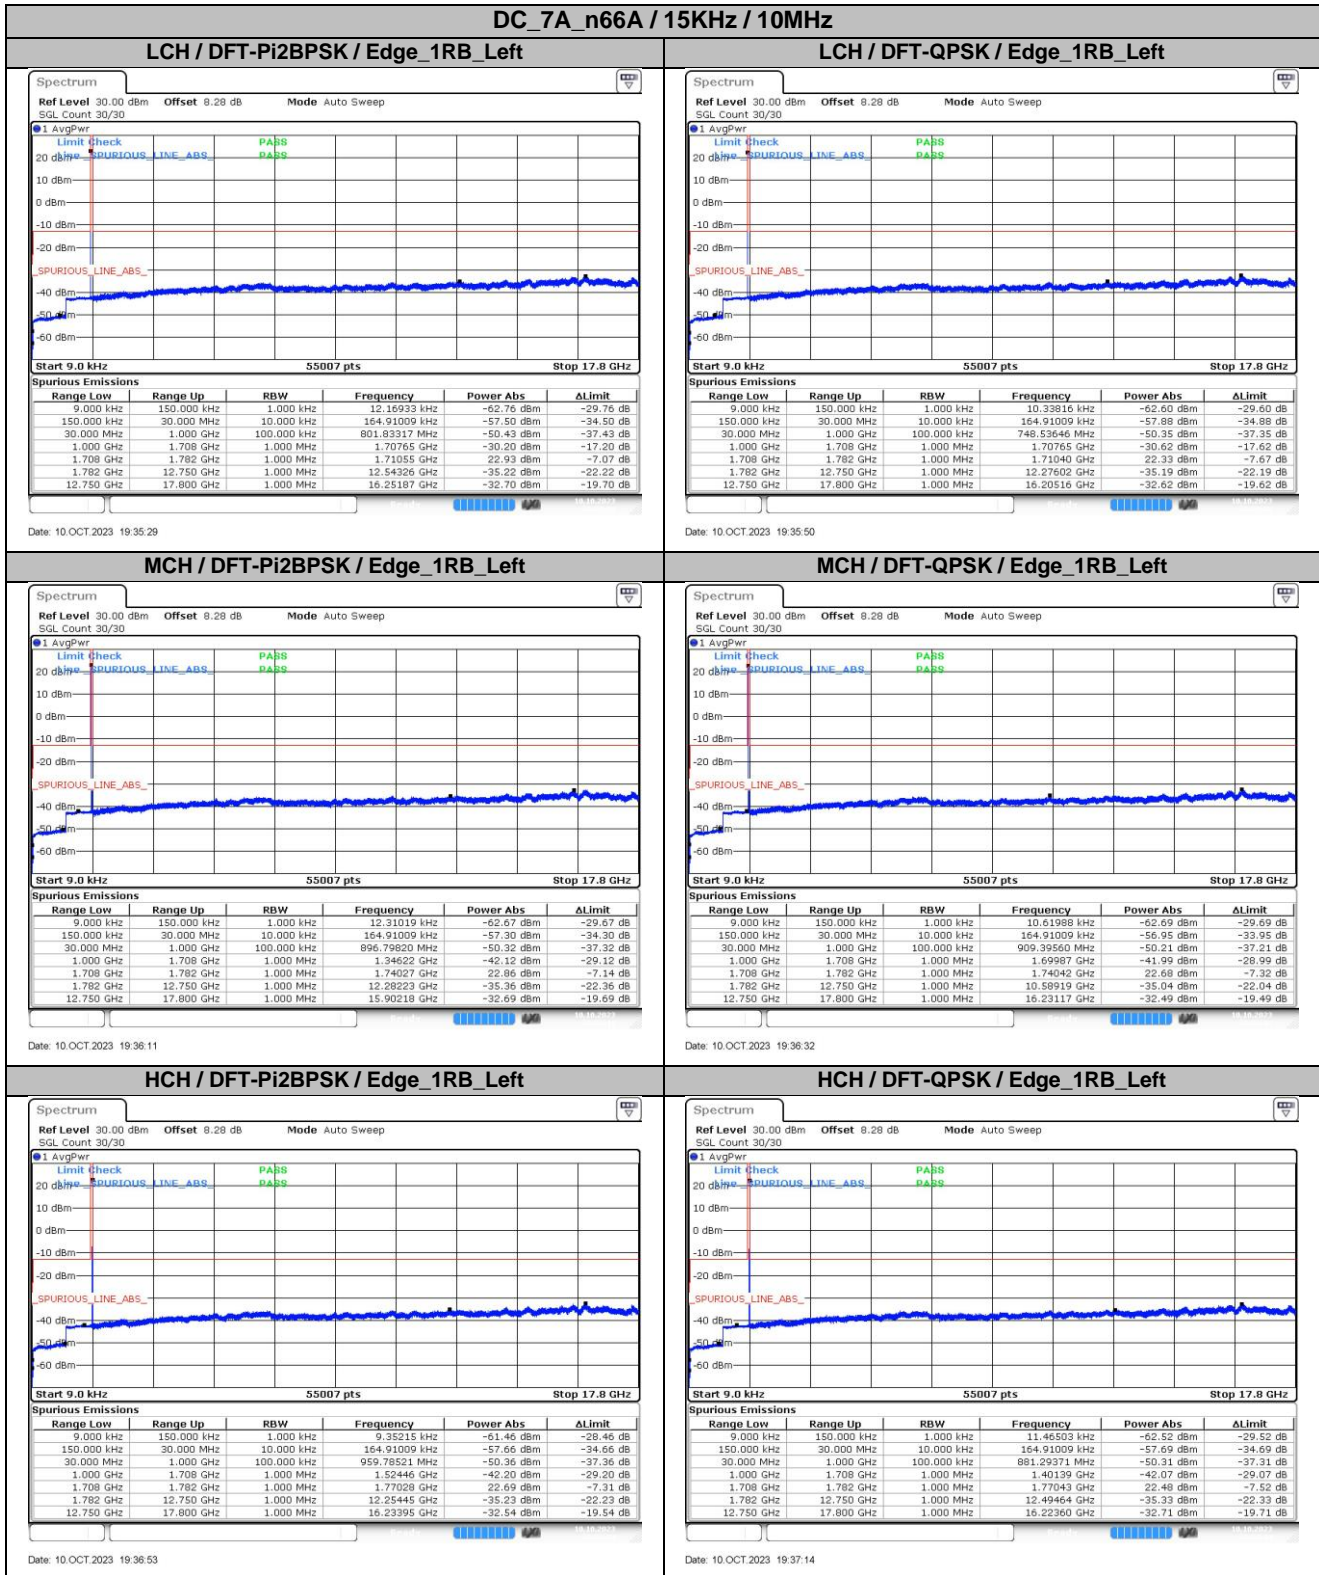 DC_7A_n66A / 15KHz / 10MHz
LCH / DFT-Pi2BPSK / Edge_1RB_Left
Spectrum
Ref Level 30.00 dBm Offset 8.28 dB Mode Auto Sweep
SGL Count 30/30
1 AvgPwr
Limit Check PASS
20 dBm
Line _SPURIOUS_LINE_ABS_ PASS
10 dBm
0 dBm
-10 dBm
-20 dBm
_SPURIOUS_LINE_ABS_
-40 dBm
-50 dBm
-60 dBm
Start 9.0 kHz 55007 pts Stop 17.8 GHz
Spurious Emissions
Range Low Range Up RBW Frequency Power Abs ΔLimit
9.000 kHz 150.000 kHz 1.000 kHz 12.16933 kHz -62.76 dBm -29.76 dB
150.000 kHz 30.000 MHz 10.000 kHz 164.91009 kHz -57.50 dBm -34.50 dB
30.000 MHz 1.000 GHz 100.000 kHz 801.83317 MHz -50.43 dBm -37.43 dB
1.000 GHz 1.708 GHz 1.000 MHz 1.70765 GHz -30.20 dBm -17.20 dB
1.708 GHz 1.782 GHz 1.000 MHz 1.71055 GHz 22.93 dBm -7.07 dB
1.782 GHz 12.750 GHz 1.000 MHz 12.54326 GHz -35.22 dBm -22.22 dB
12.750 GHz 17.800 GHz 1.000 MHz 16.25187 GHz -32.70 dBm -19.70 dB
Date: 10.OCT.2023 19:35:29
LCH / DFT-QPSK / Edge_1RB_Left
Spectrum
Ref Level 30.00 dBm Offset 8.28 dB Mode Auto Sweep
SGL Count 30/30
1 AvgPwr
Limit Check PASS
20 dBm
Line _SPURIOUS_LINE_ABS_ PASS
10 dBm
0 dBm
-10 dBm
-20 dBm
_SPURIOUS_LINE_ABS_
-40 dBm
-50 dBm
-60 dBm
Start 9.0 kHz 55007 pts Stop 17.8 GHz
Spurious Emissions
Range Low Range Up RBW Frequency Power Abs ΔLimit
9.000 kHz 150.000 kHz 1.000 kHz 10.33816 kHz -62.60 dBm -29.60 dB
150.000 kHz 30.000 MHz 10.000 kHz 164.91009 kHz -57.88 dBm -34.88 dB
30.000 MHz 1.000 GHz 100.000 kHz 748.53646 MHz -50.35 dBm -37.35 dB
1.000 GHz 1.708 GHz 1.000 MHz 1.70765 GHz -30.62 dBm -17.62 dB
1.708 GHz 1.782 GHz 1.000 MHz 1.71040 GHz 22.33 dBm -7.67 dB
1.782 GHz 12.750 GHz 1.000 MHz 12.27602 GHz -35.19 dBm -22.19 dB
12.750 GHz 17.800 GHz 1.000 MHz 16.20516 GHz -32.62 dBm -19.62 dB
Date: 10.OCT.2023 19:35:50
MCH / DFT-Pi2BPSK / Edge_1RB_Left
Spectrum
Ref Level 30.00 dBm Offset 8.28 dB Mode Auto Sweep
SGL Count 30/30
1 AvgPwr
Limit Check PASS
20 dBm
Line _SPURIOUS_LINE_ABS_ PASS
10 dBm
0 dBm
-10 dBm
-20 dBm
_SPURIOUS_LINE_ABS_
-40 dBm
-50 dBm
-60 dBm
Start 9.0 kHz 55007 pts Stop 17.8 GHz
Spurious Emissions
Range Low Range Up RBW Frequency Power Abs ΔLimit
9.000 kHz 150.000 kHz 1.000 kHz 12.31019 kHz -62.67 dBm -29.67 dB
150.000 kHz 30.000 MHz 10.000 kHz 164.91009 kHz -57.30 dBm -34.30 dB
30.000 MHz 1.000 GHz 100.000 kHz 896.79820 MHz -50.32 dBm -37.32 dB
1.000 GHz 1.708 GHz 1.000 MHz 1.34622 GHz -42.12 dBm -29.12 dB
1.708 GHz 1.782 GHz 1.000 MHz 1.74027 GHz 22.86 dBm -7.14 dB
1.782 GHz 12.750 GHz 1.000 MHz 12.28223 GHz -35.36 dBm -22.36 dB
12.750 GHz 17.800 GHz 1.000 MHz 15.90218 GHz -32.69 dBm -19.69 dB
Date: 10.OCT.2023 19:36:11
MCH / DFT-QPSK / Edge_1RB_Left
Spectrum
Ref Level 30.00 dBm Offset 8.28 dB Mode Auto Sweep
SGL Count 30/30
1 AvgPwr
Limit Check PASS
20 dBm
Line _SPURIOUS_LINE_ABS_ PASS
10 dBm
0 dBm
-10 dBm
-20 dBm
_SPURIOUS_LINE_ABS_
-40 dBm
-50 dBm
-60 dBm
Start 9.0 kHz 55007 pts Stop 17.8 GHz
Spurious Emissions
Range Low Range Up RBW Frequency Power Abs ΔLimit
9.000 kHz 150.000 kHz 1.000 kHz 10.61988 kHz -62.69 dBm -29.69 dB
150.000 kHz 30.000 MHz 10.000 kHz 164.91009 kHz -56.95 dBm -33.95 dB
30.000 MHz 1.000 GHz 100.000 kHz 909.39560 MHz -50.21 dBm -37.21 dB
1.000 GHz 1.708 GHz 1.000 MHz 1.69987 GHz -41.99 dBm -28.99 dB
1.708 GHz 1.782 GHz 1.000 MHz 1.74042 GHz 22.68 dBm -7.32 dB
1.782 GHz 12.750 GHz 1.000 MHz 10.58919 GHz -35.04 dBm -22.04 dB
12.750 GHz 17.800 GHz 1.000 MHz 16.23117 GHz -32.49 dBm -19.49 dB
Date: 10.OCT.2023 19:36:32
HCH / DFT-Pi2BPSK / Edge_1RB_Left
Spectrum
Ref Level 30.00 dBm Offset 8.28 dB Mode Auto Sweep
SGL Count 30/30
1 AvgPwr
Limit Check PASS
20 dBm
Line _SPURIOUS_LINE_ABS_ PASS
10 dBm
0 dBm
-10 dBm
-20 dBm
_SPURIOUS_LINE_ABS_
-40 dBm
-50 dBm
-60 dBm
Start 9.0 kHz 55007 pts Stop 17.8 GHz
Spurious Emissions
Range Low Range Up RBW Frequency Power Abs ΔLimit
9.000 kHz 150.000 kHz 1.000 kHz 9.35215 kHz -61.46 dBm -28.46 dB
150.000 kHz 30.000 MHz 10.000 kHz 164.91009 kHz -57.66 dBm -34.66 dB
30.000 MHz 1.000 GHz 100.000 kHz 959.78521 MHz -50.36 dBm -37.36 dB
1.000 GHz 1.708 GHz 1.000 MHz 1.52446 GHz -42.20 dBm -29.20 dB
1.708 GHz 1.782 GHz 1.000 MHz 1.77028 GHz 22.69 dBm -7.31 dB
1.782 GHz 12.750 GHz 1.000 MHz 12.25445 GHz -35.23 dBm -22.23 dB
12.750 GHz 17.800 GHz 1.000 MHz 16.23395 GHz -32.54 dBm -19.54 dB
Date: 10.OCT.2023 19:36:53
HCH / DFT-QPSK / Edge_1RB_Left
Spectrum
Ref Level 30.00 dBm Offset 8.28 dB Mode Auto Sweep
SGL Count 30/30
1 AvgPwr
Limit Check PASS
20 dBm
Line _SPURIOUS_LINE_ABS_ PASS
10 dBm
0 dBm
-10 dBm
-20 dBm
_SPURIOUS_LINE_ABS_
-40 dBm
-50 dBm
-60 dBm
Start 9.0 kHz 55007 pts Stop 17.8 GHz
Spurious Emissions
Range Low Range Up RBW Frequency Power Abs ΔLimit
9.000 kHz 150.000 kHz 1.000 kHz 11.46503 kHz -62.52 dBm -29.52 dB
150.000 kHz 30.000 MHz 10.000 kHz 164.91009 kHz -57.69 dBm -34.69 dB
30.000 MHz 1.000 GHz 100.000 kHz 881.29371 MHz -50.31 dBm -37.31 dB
1.000 GHz 1.708 GHz 1.000 MHz 1.40139 GHz -42.07 dBm -29.07 dB
1.708 GHz 1.782 GHz 1.000 MHz 1.77043 GHz 22.48 dBm -7.52 dB
1.782 GHz 12.750 GHz 1.000 MHz 12.49464 GHz -35.33 dBm -22.33 dB
12.750 GHz 17.800 GHz 1.000 MHz 16.22360 GHz -32.71 dBm -19.71 dB
Date: 10.OCT.2023 19:37:14